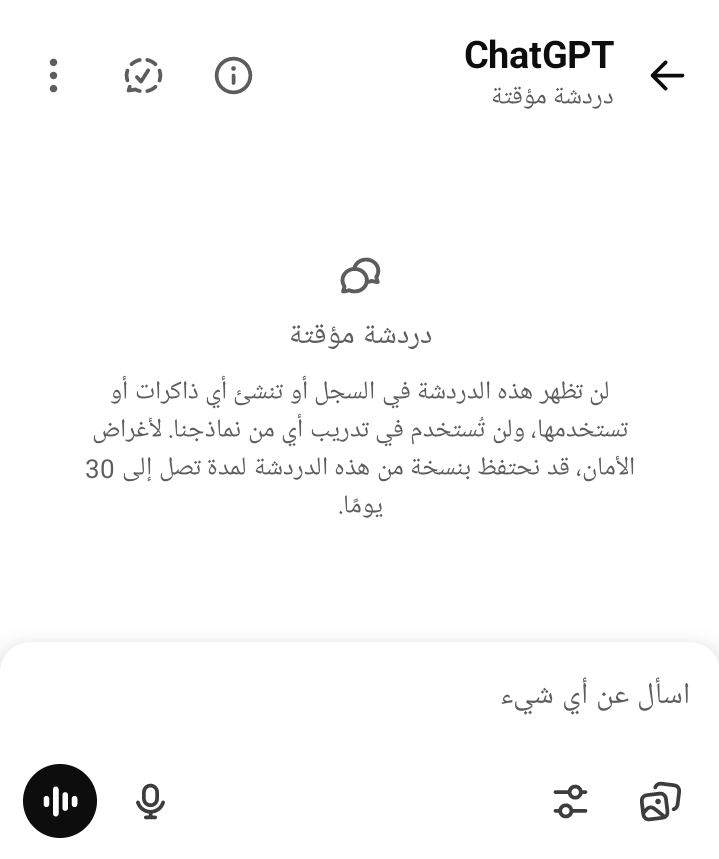 ChatGPT
دردشة مؤقتة
دردشة مؤقتة
لن تظهر هذه الدردشة في السجل أو تنشئ أي ذاكرات أو
تستخدمها، ولن تُستخدم في تدريب أي من نماذجنا. لأغراض
الأمان، قد نحتفظ بنسخة من هذه الدردشة لمدة تصل إلى 30
يومًا.
اسأل عن أي شيء